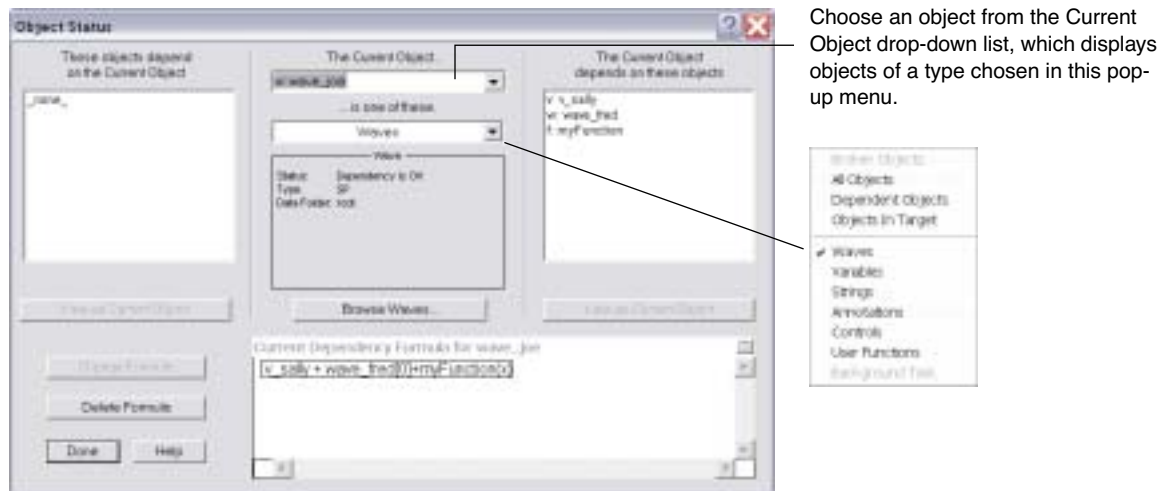 Object Status
These objects depend
on the Current Object
_none_
The Current Object...
w: wave_joe
... is one of these
Waves
Wave
Status: Dependency is OK
Type: SP
Data Folder: root
Browse Waves...
The Current Object
depends on these objects
v: v_sally
w: wave_fred
f: myFunction
Change Formula
Delete Formula
Done
Help
Current Dependency Formula for wave_joe
v_sally + wave_fred[0]+myFunction(x)
Choose an object from the Current
Object drop-down list, which displays
objects of a type chosen in this pop-
up menu.
Broken Objects
All Objects
Dependent Objects
Objects In Target
Waves
Variables
Strings
Annotations
Controls
User Functions
Background Task